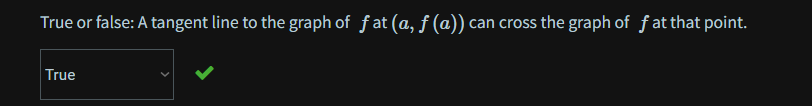 True or false: A tangent line to the graph of f at (a, f (a)) can cross the graph of f at that point.
True